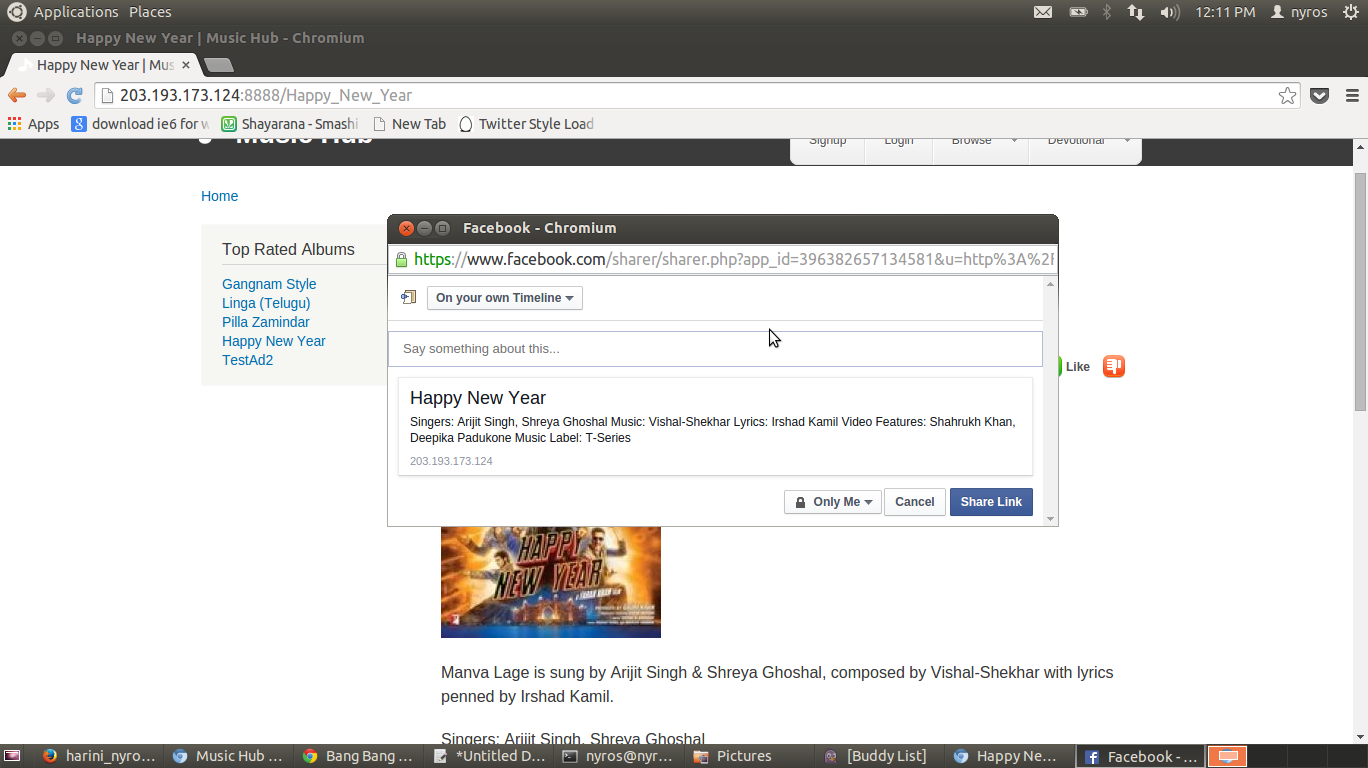 Applications Places
12:11 PM nyros
Happy New Year | Music Hub - Chromium
Happy New Year | Mus
203.193.173.124:8888/Happy_New_Year
Apps download ie6 for w Shayarana - Smashi New Tab Twitter Style Load
Music Hub
Signup Login Browse Devotional
Home
Top Rated Albums
Gangnam Style
Linga (Telugu)
Pilla Zamindar
Happy New Year
TestAd2
Facebook - Chromium
https://www.facebook.com/sharer/sharer.php?app_id=396382657134581&u=http%3A%2F
On your own Timeline
Say something about this...
Happy New Year
Singers: Arijit Singh, Shreya Ghoshal Music: Vishal-Shekhar Lyrics: Irshad Kamil Video Features: Shahrukh Khan,
Deepika Padukone Music Label: T-Series
203.193.173.124
Only Me Cancel Share Link
Like
HAPPY
NEW YEAR
Manva Lage is sung by Arijit Singh & Shreya Ghoshal, composed by Vishal-Shekhar with lyrics
penned by Irshad Kamil.
Singers: Arijit Singh, Shreya Ghoshal
harini_nyro... Music Hub ... Bang Bang ... *Untitled D... nyros@nyr... Pictures [Buddy List] Happy Ne... Facebook - ...